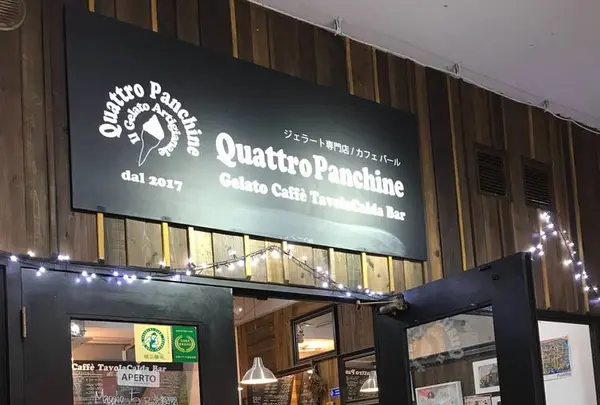 Quattro Panchine
Il Gelato Artigianale
dal 2017
ジェラート専門店/カフェ バール
Quattro Panchine
Gelato Caffè TavolaCalda Bar
Caffè TavolaCalda Bar
APERTO